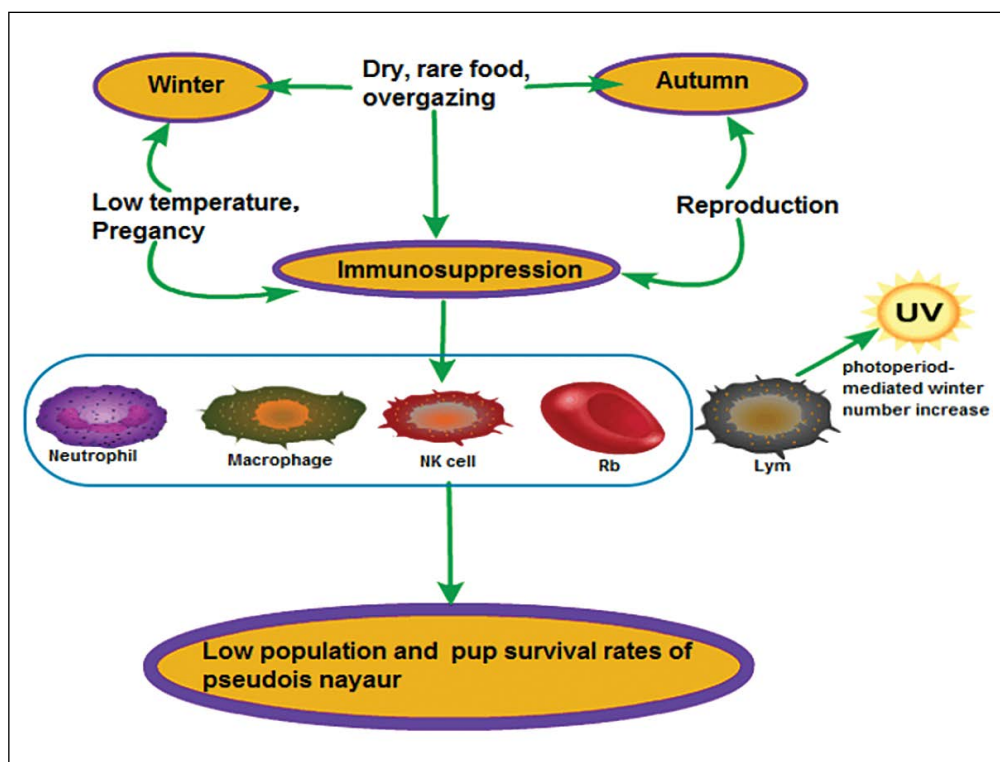 Winter
Dry, rare food,
overgazing
Autumn
Low temperature,
Pregancy
Reproduction
Immunosuppression
UV
photoperiod-
mediated winter
number increase
Neutrophil
Macrophage
NK cell
Rb
Lym
Low population and pup survival rates of
pseudois nayaur